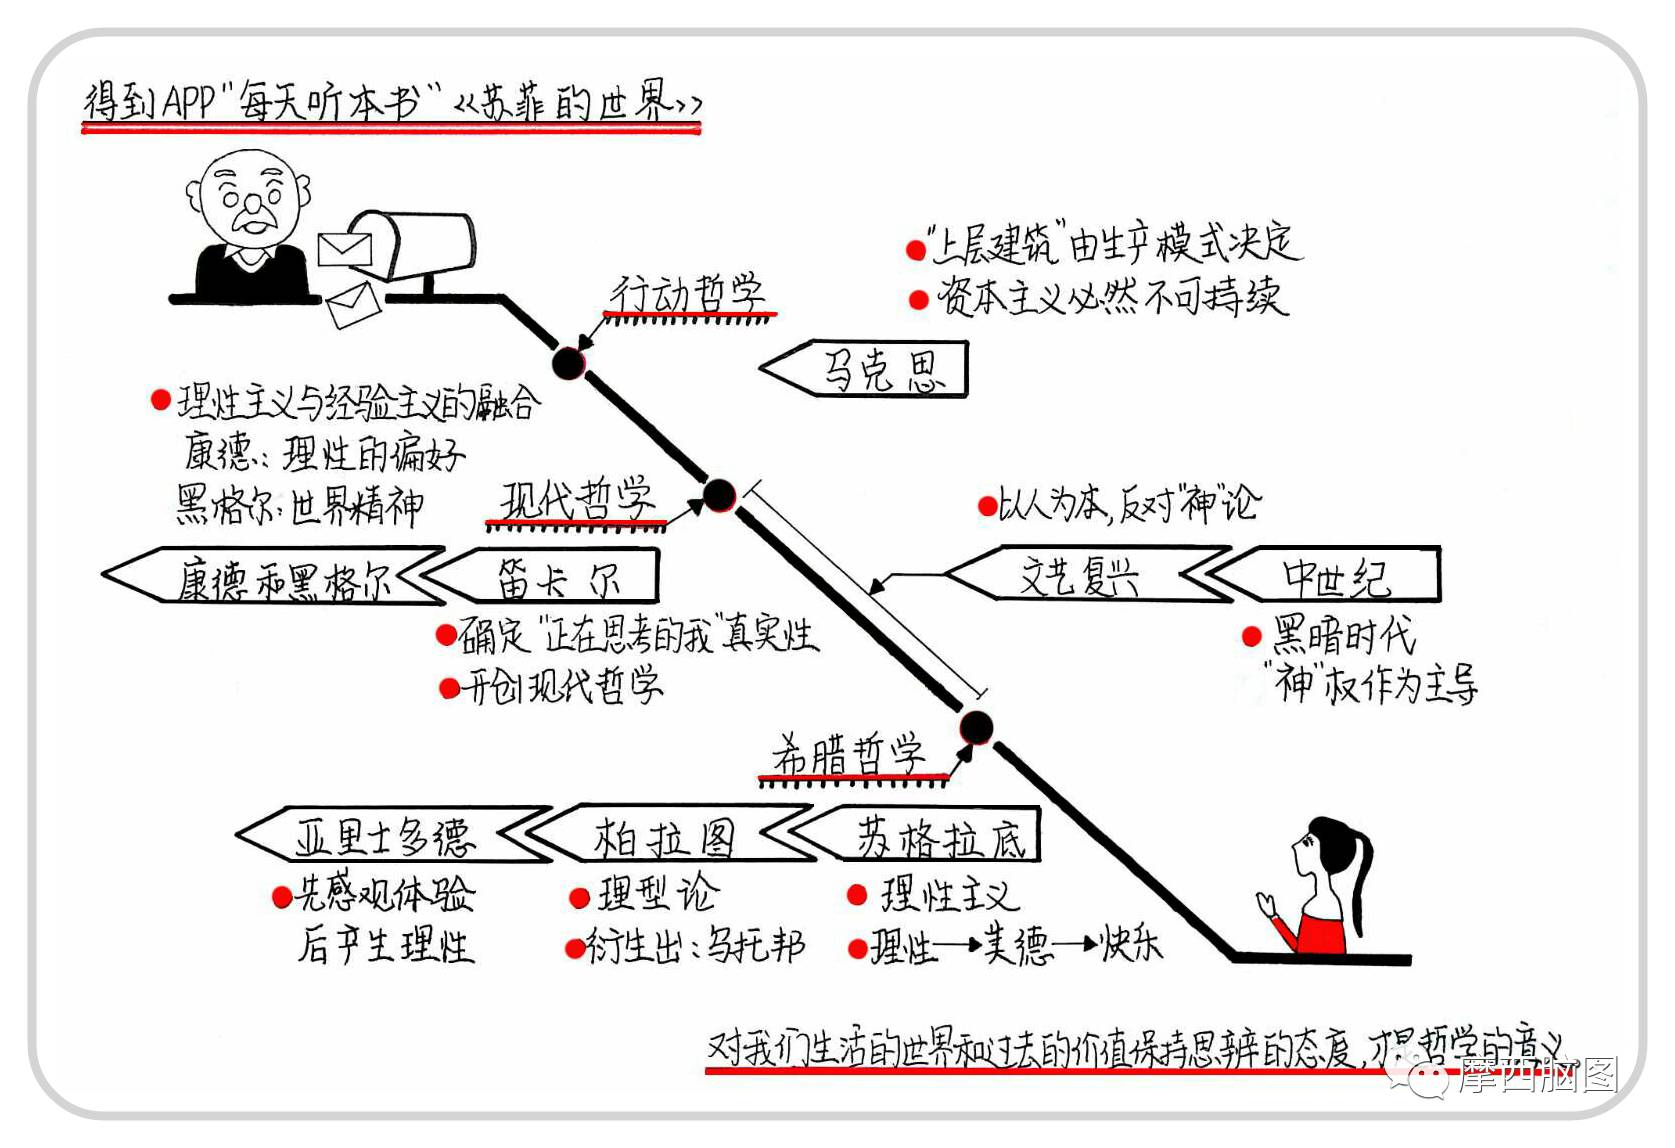 得到APP"每天听本书"《苏菲的世界》
行动哲学
"上层建筑"由生产模式决定
资本主义必然不可持续
马克思
理性主义与经验主义的融合
康德:理性的偏好
黑格尔:世界精神
现代哲学
康德和黑格尔
笛卡尔
确定"正在思考的我"真实性
开创现代哲学
以人为本,反对"神"论
文艺复兴
中世纪
黑暗时代
"神"权作为主导
希腊哲学
亚里士多德
柏拉图
苏格拉底
先感观体验
后产生理性
理型论
衍生出:乌托邦
理性主义
理性→美德→快乐
对我们生活的世界和过去的价值保持思辨的态度,才是哲学的意义
摩西脑图